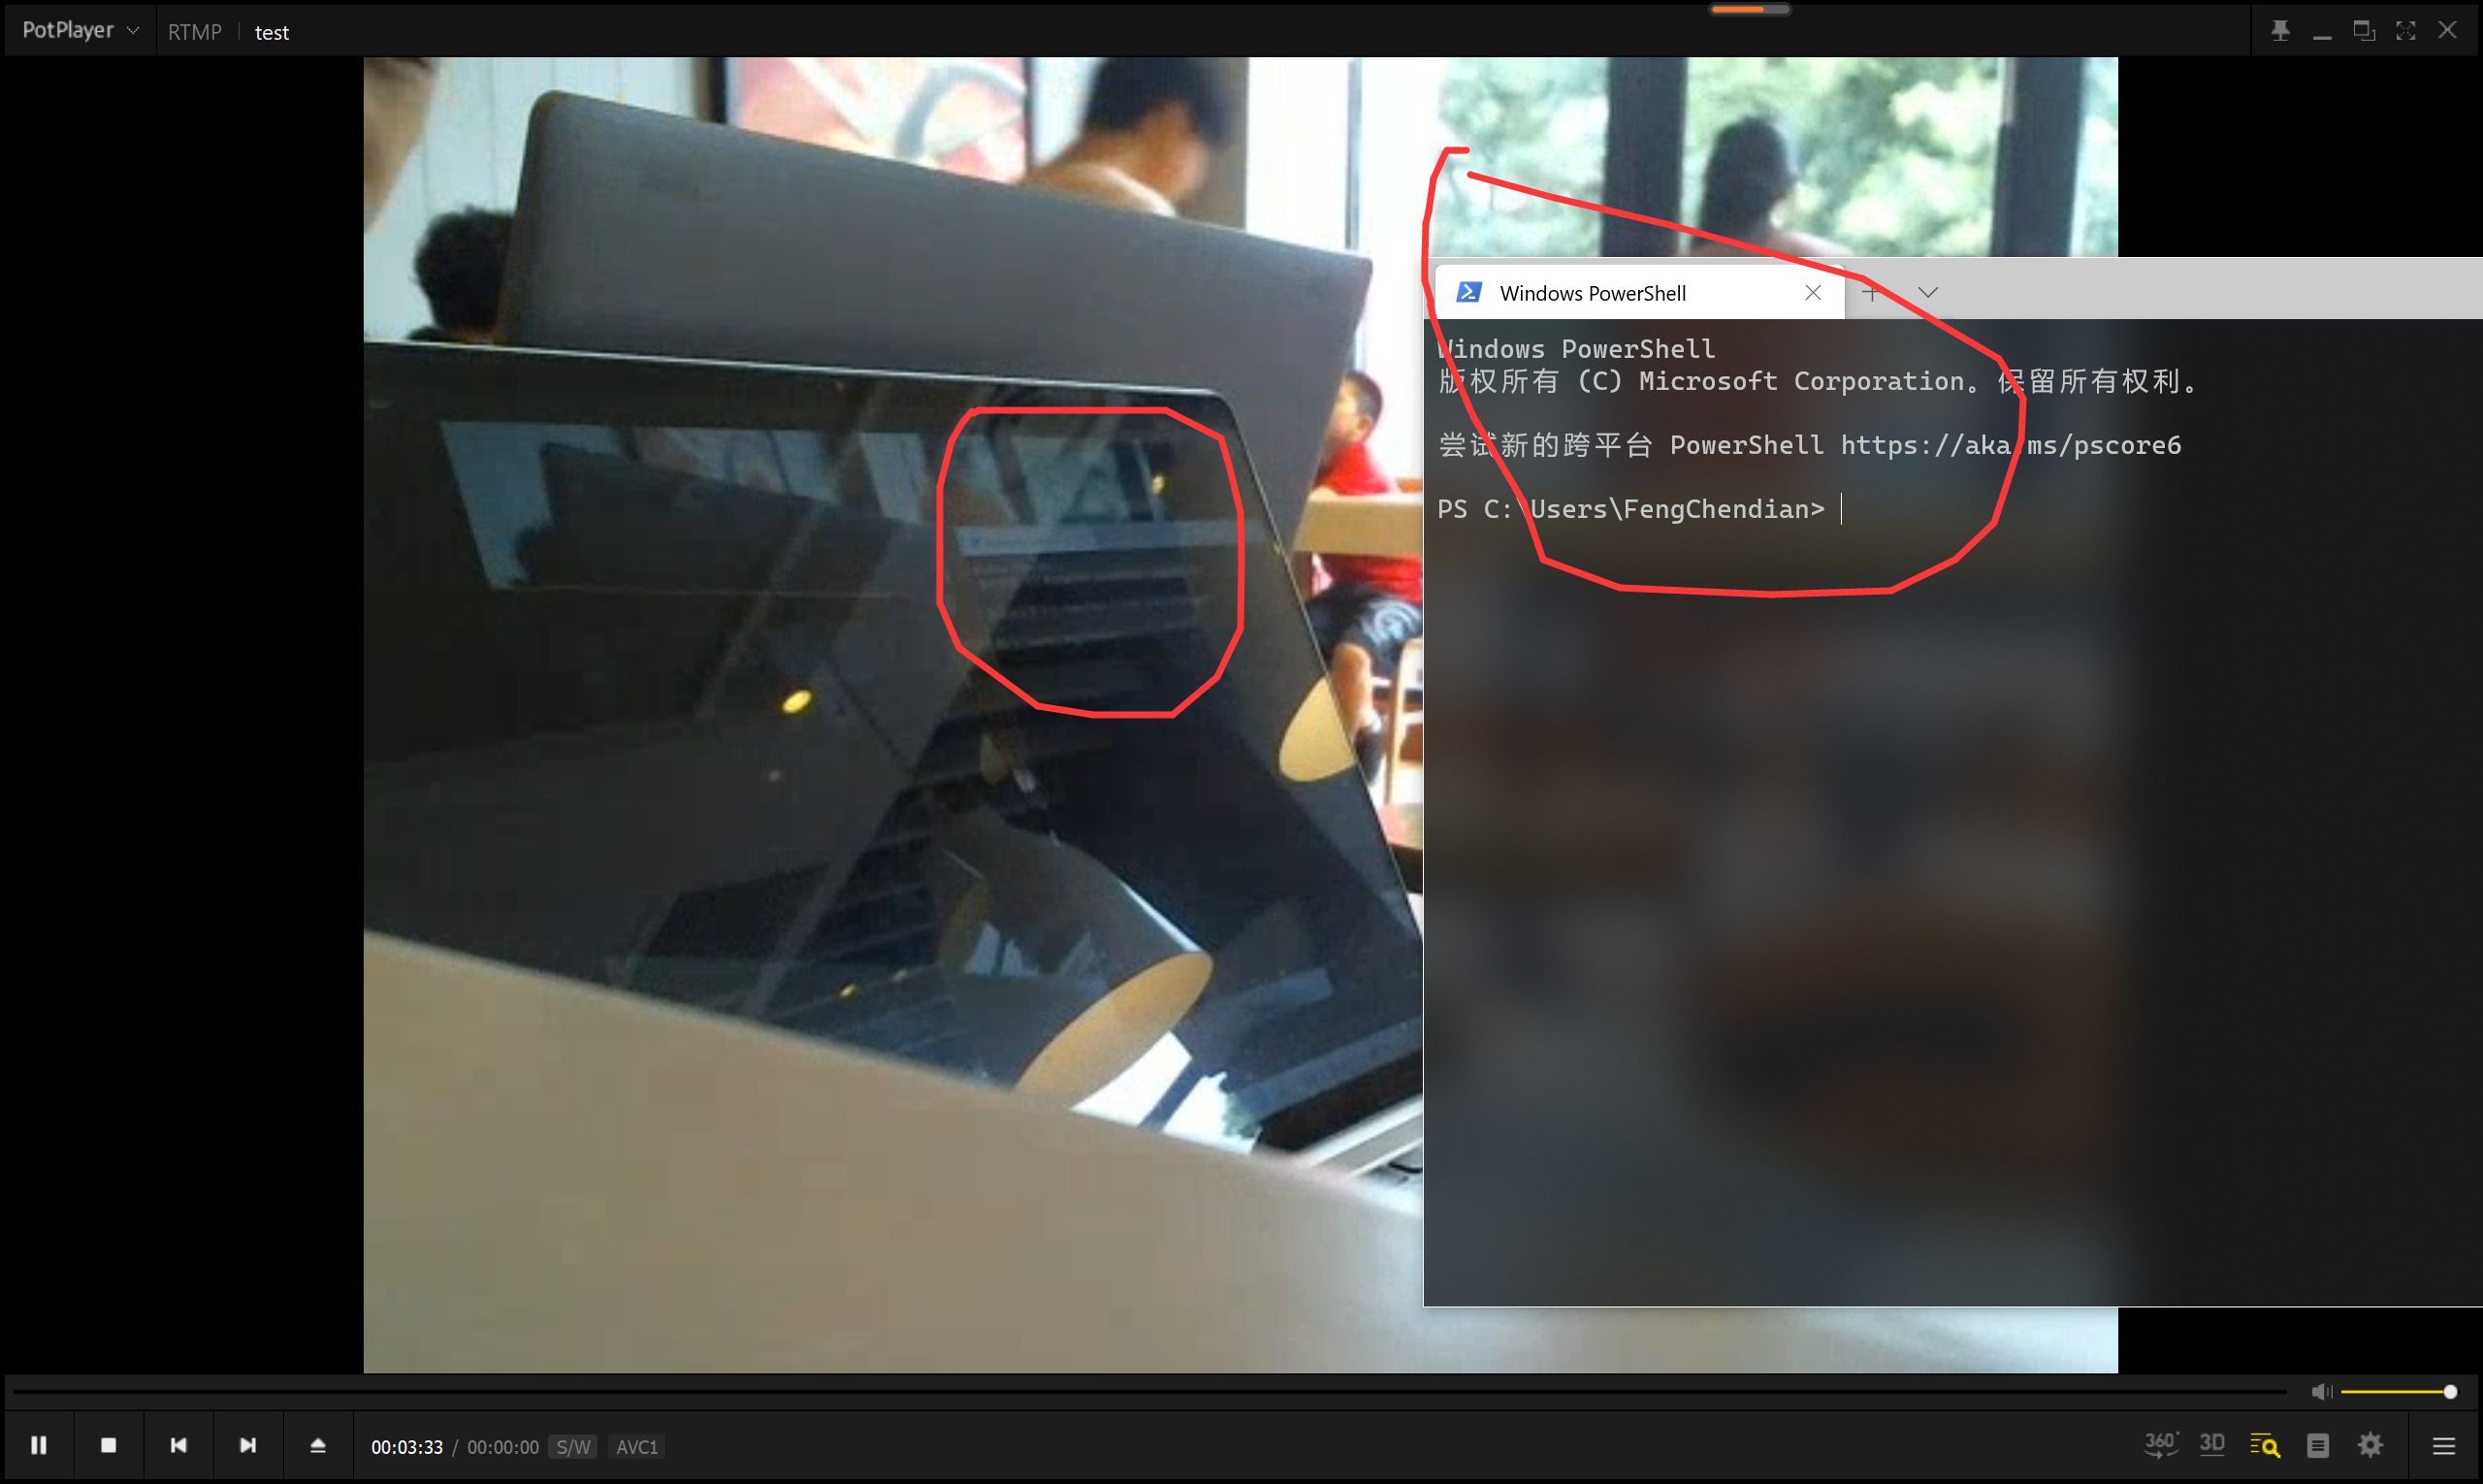 PotPlayer RTMP test
Windows PowerShell
Windows PowerShell
版权所有 (C) Microsoft Corporation。保留所有权利。
尝试新的跨平台 PowerShell https://aka.ms/pscore6
PS C:\Users\FengChendian>
00:03:33 / 00:00:00 S/W AVC1 360° 3D